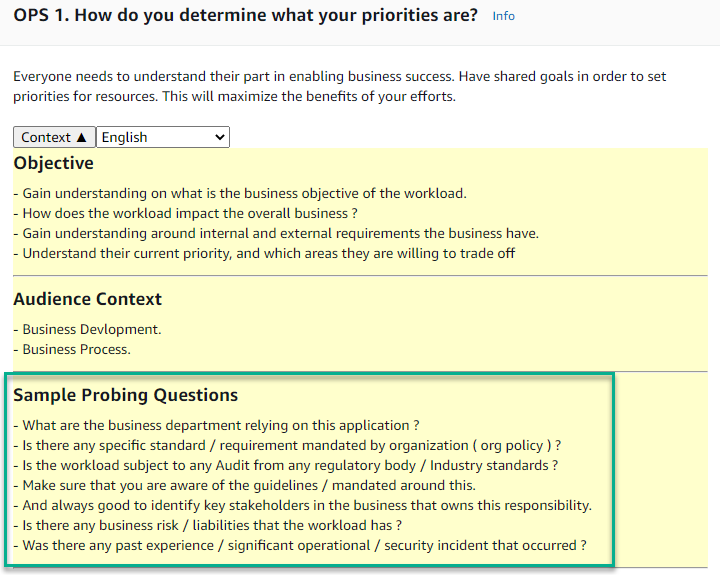 OPS 1. How do you determine what your priorities are? Info
Everyone needs to understand their part in enabling business success. Have shared goals in order to set
priorities for resources. This will maximize the benefits of your efforts.
Context ▲ English
Objective
- Gain understanding on what is the business objective of the workload.
- How does the workload impact the overall business ?
- Gain understanding around internal and external requirements the business have.
- Understand their current priority, and which areas they are willing to trade off
Audience Context
- Business Devlopment.
- Business Process.
Sample Probing Questions
- What are the business department relying on this application ?
- Is there any specific standard / requirement mandated by organization ( org policy ) ?
- Is the workload subject to any Audit from any regulatory body / Industry standards ?
- Make sure that you are aware of the guidelines / mandated around this.
- And always good to identify key stakeholders in the business that owns this responsibility.
- Is there any business risk / liabilities that the workload has ?
- Was there any past experience / significant operational / security incident that occurred ?